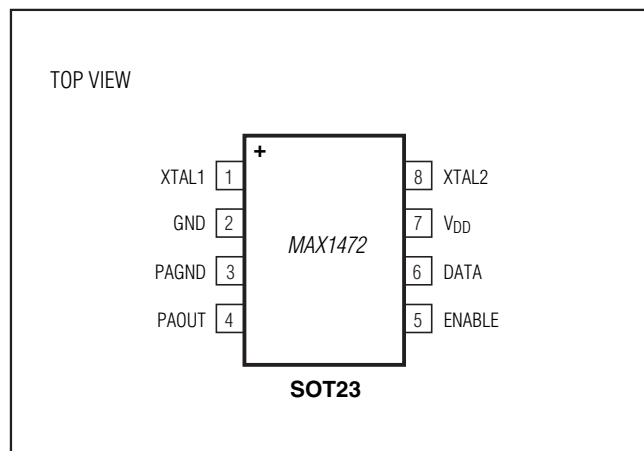 TOP VIEW
+
XTAL1 1 8 XTAL2
GND 2 7 VDD
MAX1472
PAGND 3 6 DATA
PAOUT 4 5 ENABLE
SOT23